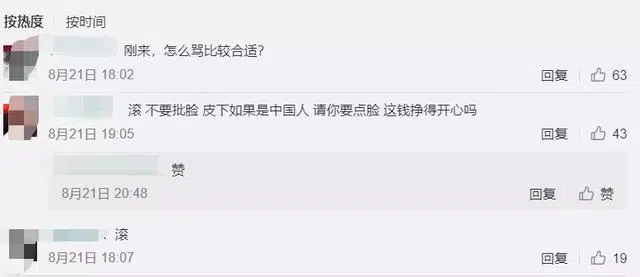 按热度 按时间
刚来，怎么骂比较合适？
8月21日 18:02 回复 63
滚 不要批脸 皮下如果是中国人 请你要点脸 这钱挣得开心吗
8月21日 19:05 回复 43
. 赞
8月21日 20:48 回复 赞
. 滚
8月21日 18:07 回复 19